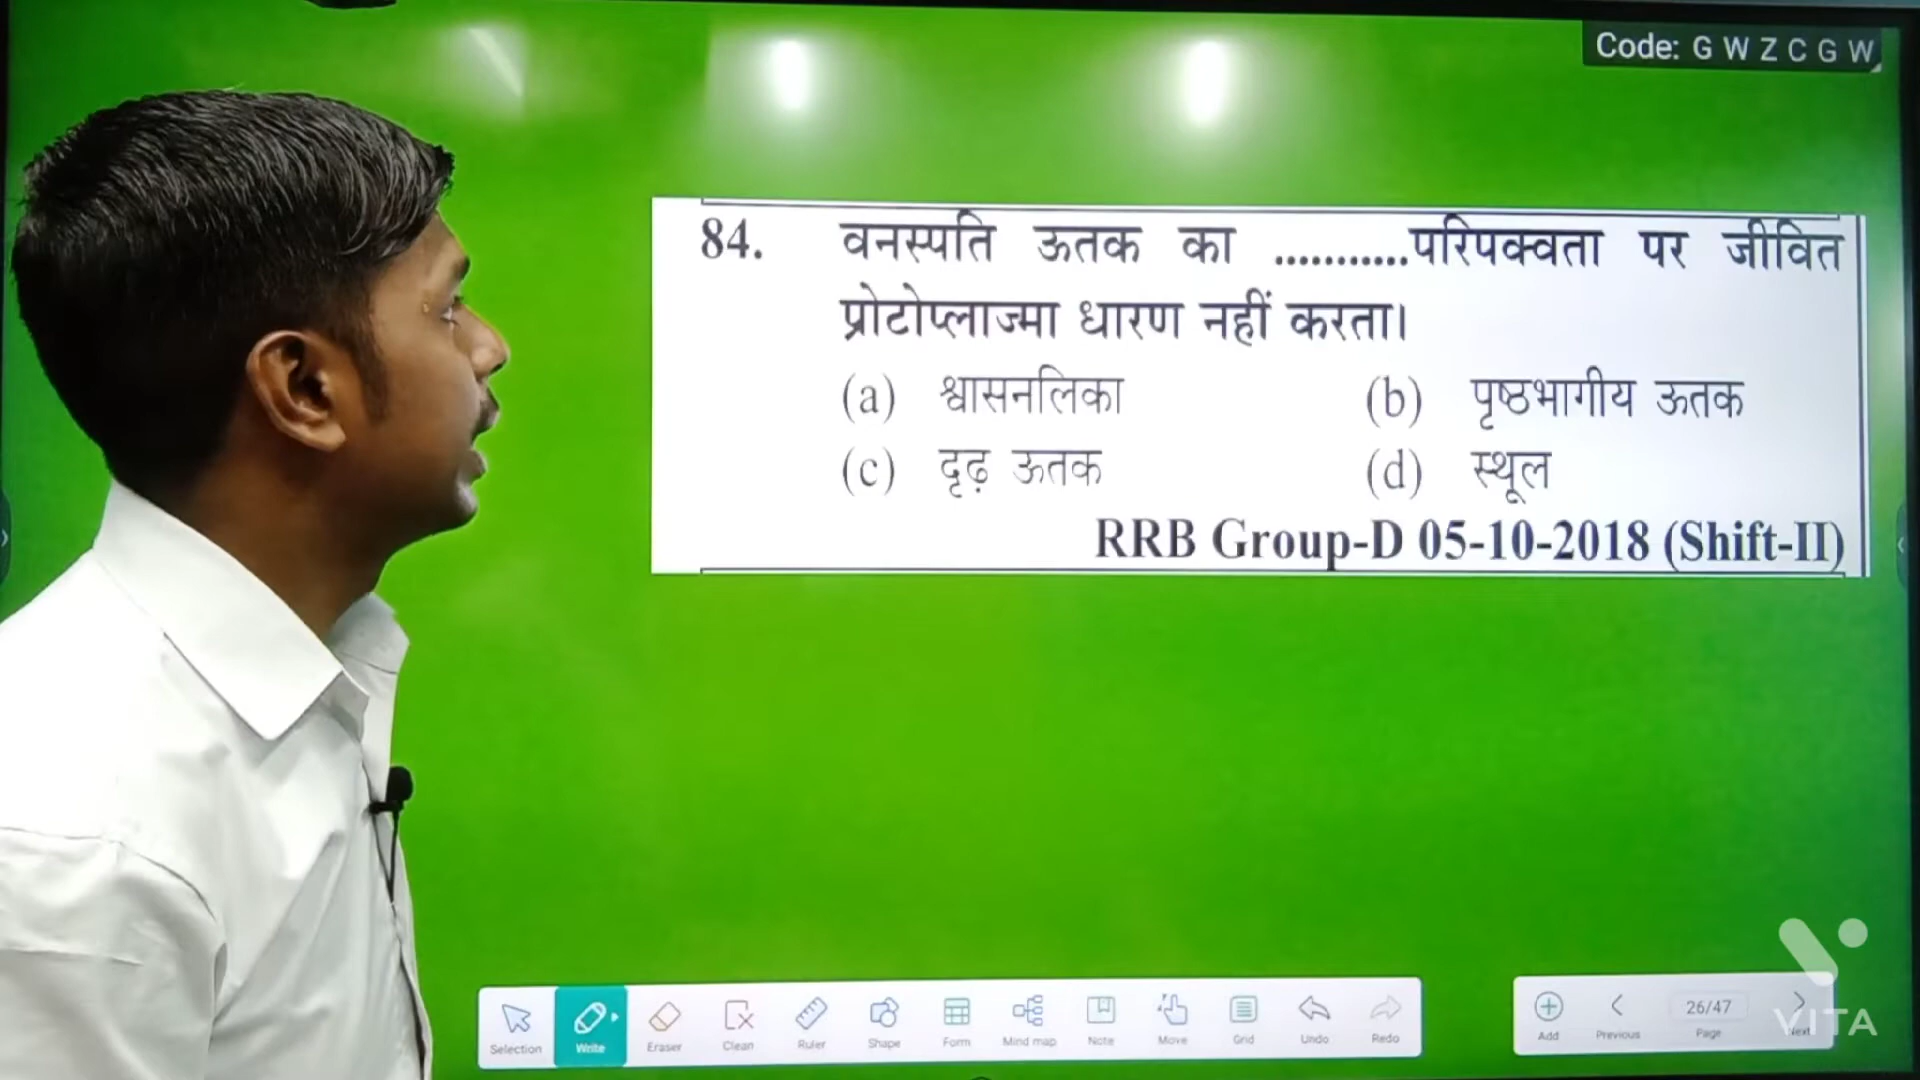 Code: G W Z C G W
84. वनस्पति ऊतक का ...........परिपक्वता पर जीवित
प्रोटोप्लाज्मा धारण नहीं करता।
(a) श्वासनलिका (b) पृष्ठभागीय ऊतक
(c) दृढ़ ऊतक (d) स्थूल
RRB Group-D 05-10-2018 (Shift-II)
Selection Write Eraser Clean Ruler Shape Form Mind map Note Move Grid Undo Redo
26/47
Add Previous Page Next
VITA